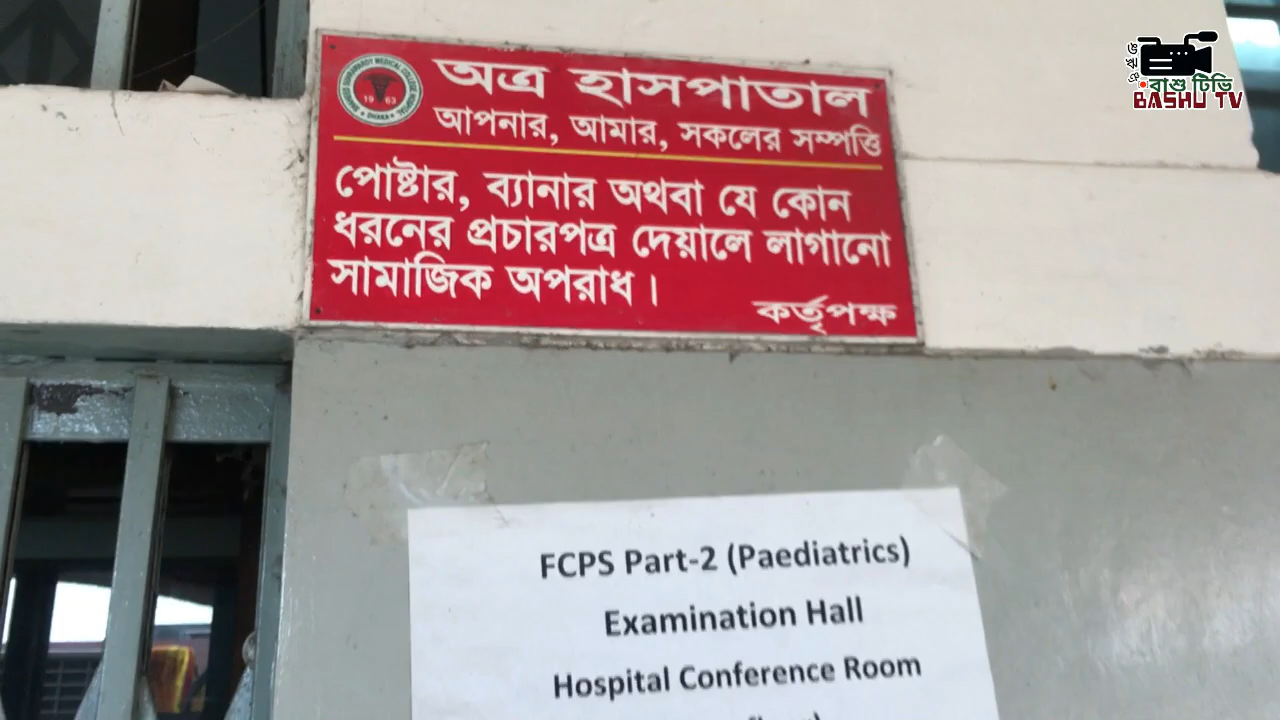 বাশু টিভি
BASHU TV
অত্র হাসপাতাল
আপনার, আমার, সকলের সম্পত্তি
1963
পোষ্টার, ব্যানার অথবা যে কোন
ধরনের প্রচারপত্র দেয়ালে লাগানো
সামাজিক অপরাধ।
কর্তৃপক্ষ
FCPS Part-2 (Paediatrics)
Examination Hall
Hospital Conference Room